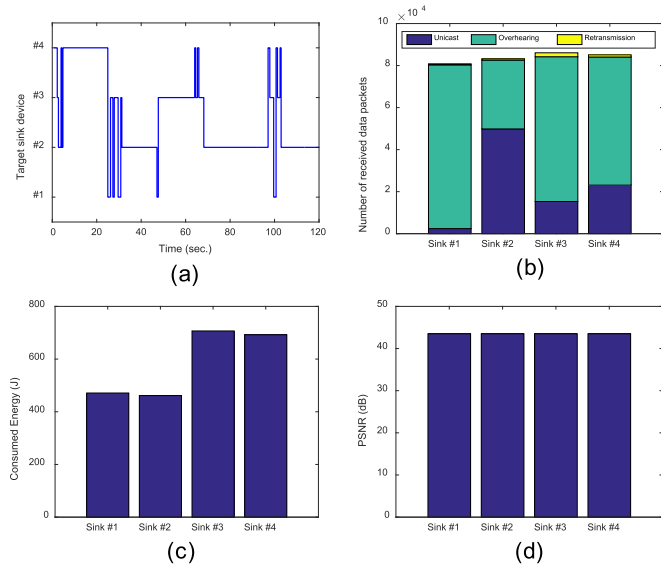 #4
#3
#2
#1
Target sink device
0 20 40 60 80 100 120
Time (sec.)
(a)
× 10⁴
10
8
6
4
2
0
Number of received data packets
Unicast Overhearing Retransmission
Sink #1 Sink #2 Sink #3 Sink #4
(b)
800
600
400
200
0
Consumed Energy (J)
Sink #1 Sink #2 Sink #3 Sink #4
(c)
50
40
30
20
10
0
PSNR (dB)
Sink #1 Sink #2 Sink #3 Sink #4
(d)